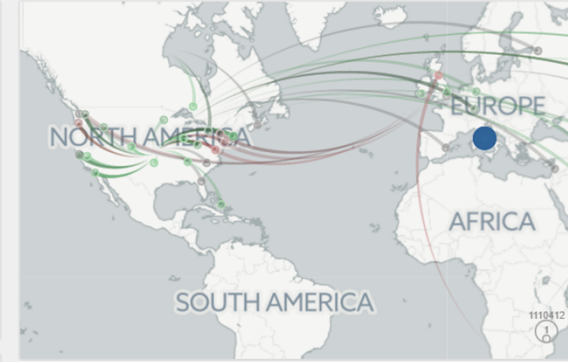 EUROPE
NORTH AMERICA
AFRICA
SOUTH AMERICA
1110412
1